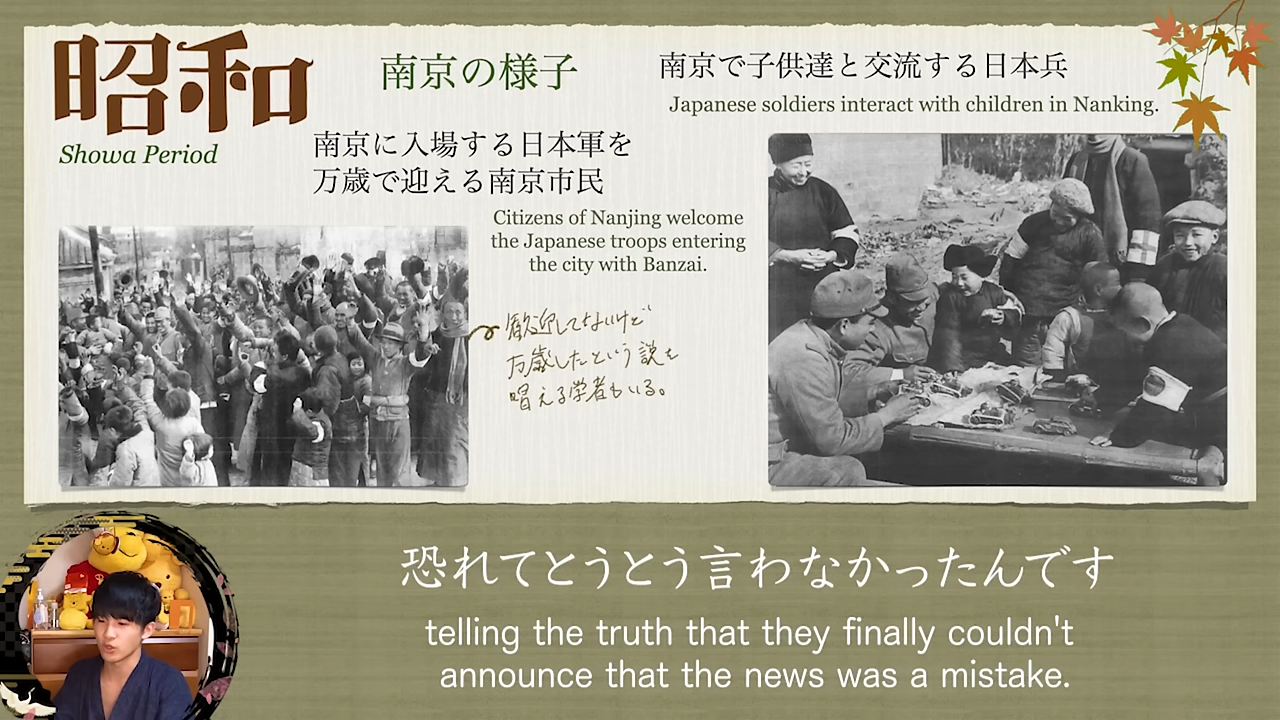 昭和
Showa Period
南京の様子
南京に入場する日本軍を
万歳で迎える南京市民
Citizens of Nanjing welcome
the Japanese troops entering
the city with Banzai.
歓迎してないけど
万歳したという説を
唱える学者もいる。
南京で子供達と交流する日本兵
Japanese soldiers interact with children in Nanking.
恐れてとうとう言わなかったんです
telling the truth that they finally couldn't
announce that the news was a mistake.